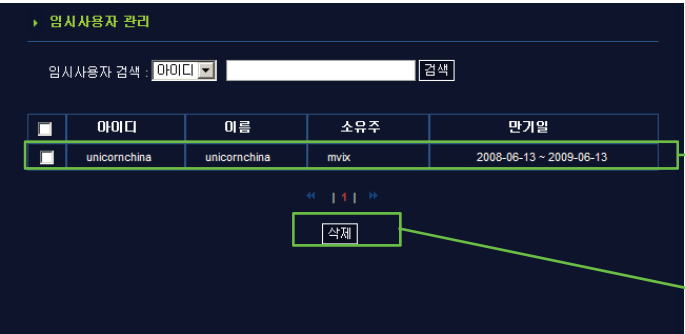 임시사용자 관리
임시사용자 검색 : 아이디 검색
아이디 이름 소유주 만기일
unicornchina unicornchina mvix 2008-06-13 ~ 2009-06-13
| 1 |
삭제